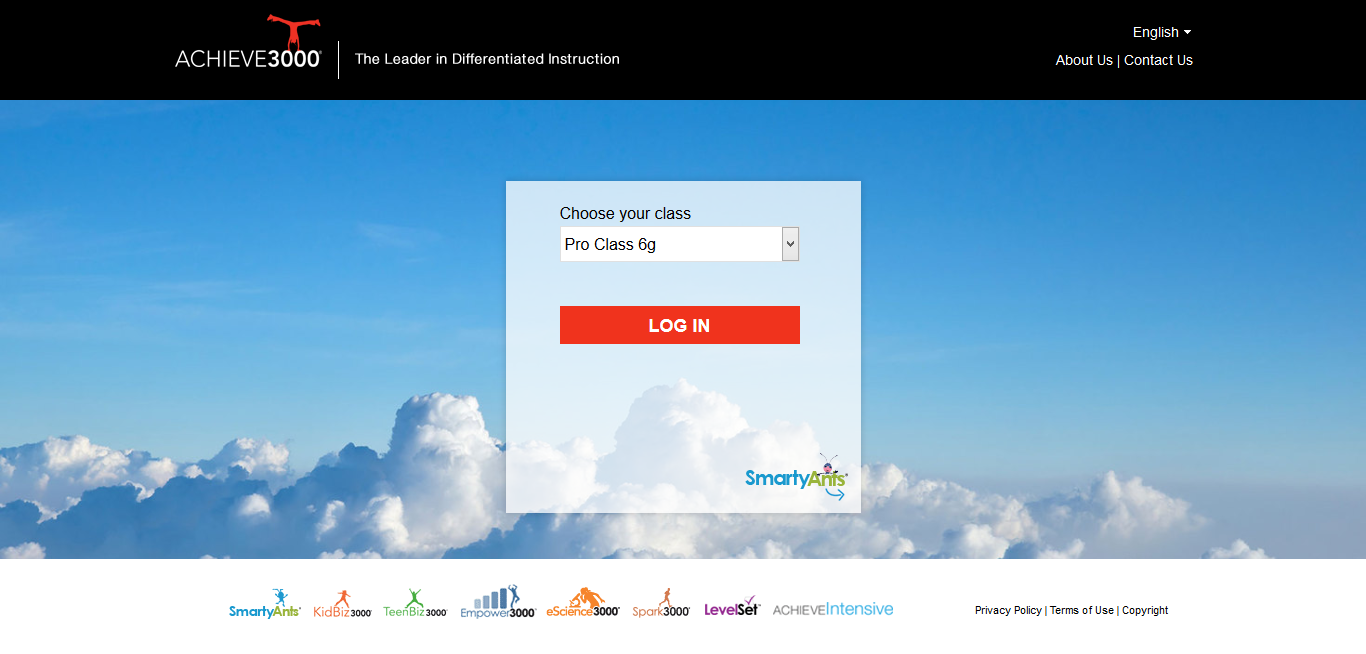 ACHIEVE3000®
The Leader in Differentiated Instruction
English
About Us | Contact Us
Choose your class
Pro Class 6g
LOG IN
SmartyAnts®
SmartyAnts® KidBiz3000® TeenBiz3000® Empower3000® eScience3000® Spark3000® LevelSet® ACHIEVEIntensive
Privacy Policy | Terms of Use | Copyright